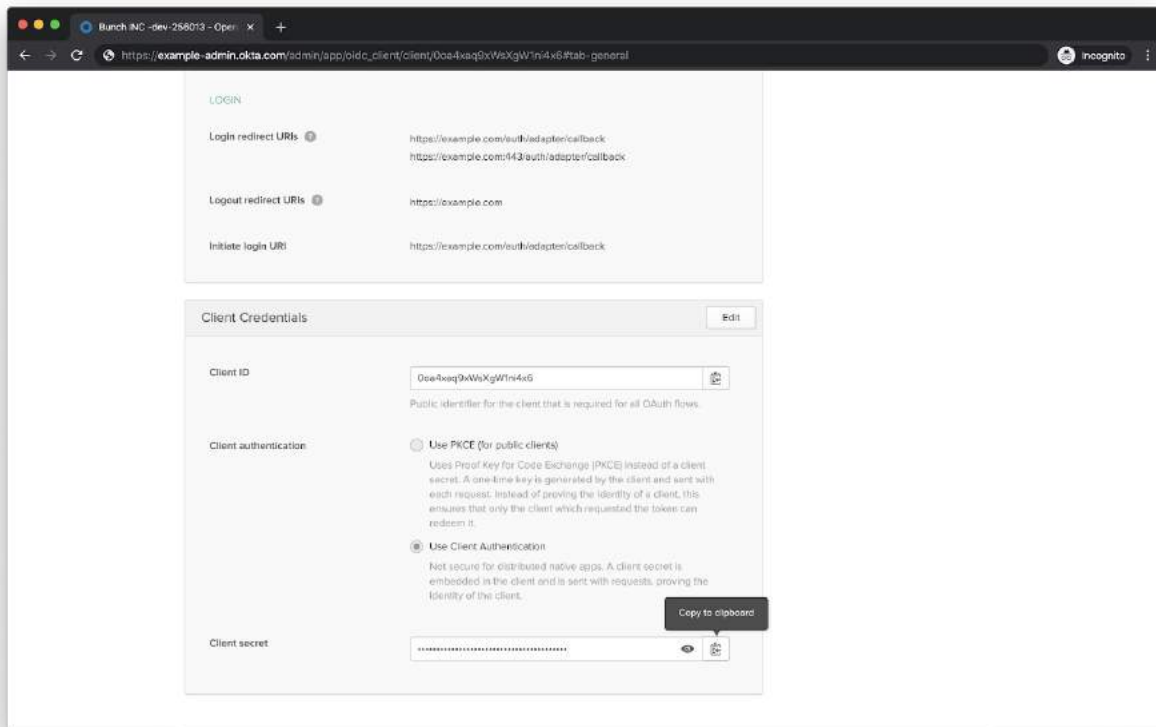 Bunch INC -dev-256013 - Open
https://example-admin.okta.com/admin/app/oidc_client/client/0oa4xaq9xWsXgW1ni4x6#tab-general
Incognito
LOGIN
Login redirect URIs
https://example.com/auth/adapter/callback
https://example.com:443/auth/adapter/callback
Logout redirect URIs
https://example.com
Initiate login URI
https://example.com/auth/adapter/callback
Client Credentials
Edit
Client ID
0oa4xaq9xWsXgW1ni4x6
Public identifier for the client that is required for all OAuth flows.
Client authentication
Use PKCE (for public clients)
Uses Proof Key for Code Exchange (PKCE) instead of a client
secret. A one-time key is generated by the client and sent with
each request. Instead of proving the identity of a client, this
ensures that only the client which requested the token can
redeem it.
Use Client Authentication
Not secure for distributed native apps. A client secret is
embedded in the client and is sent with requests, proving the
identity of the client.
Copy to clipboard
Client secret